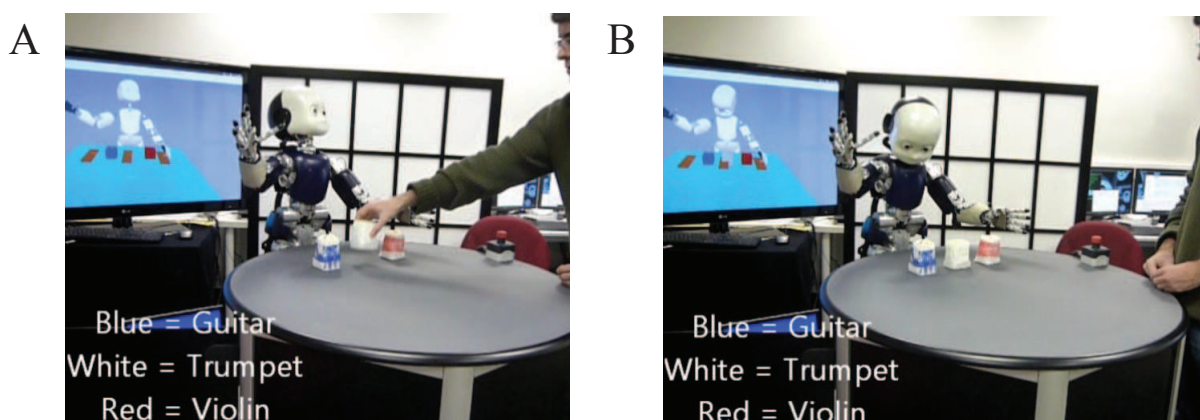 A
Blue = Guitar
White = Trumpet
Red = Violin
B
Blue = Guitar
White = Trumpet
Red = Violin